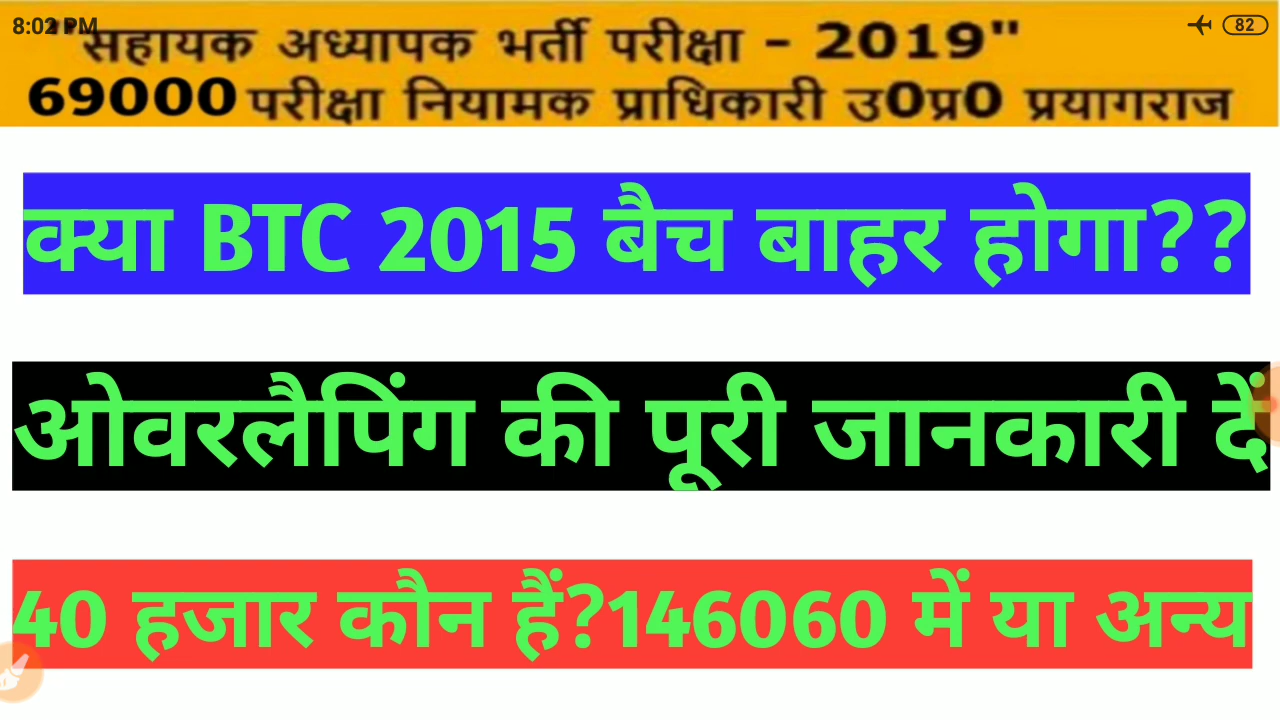 8:02 PM
82
"सहायक अध्यापक भर्ती परीक्षा - 2019"
69000 परीक्षा नियामक प्राधिकारी उ0प्र0 प्रयागराज
क्या BTC 2015 बैच बाहर होगा??
ओवरलैपिंग की पूरी जानकारी दें
40 हजार कौन हैं?146060 में या अन्य